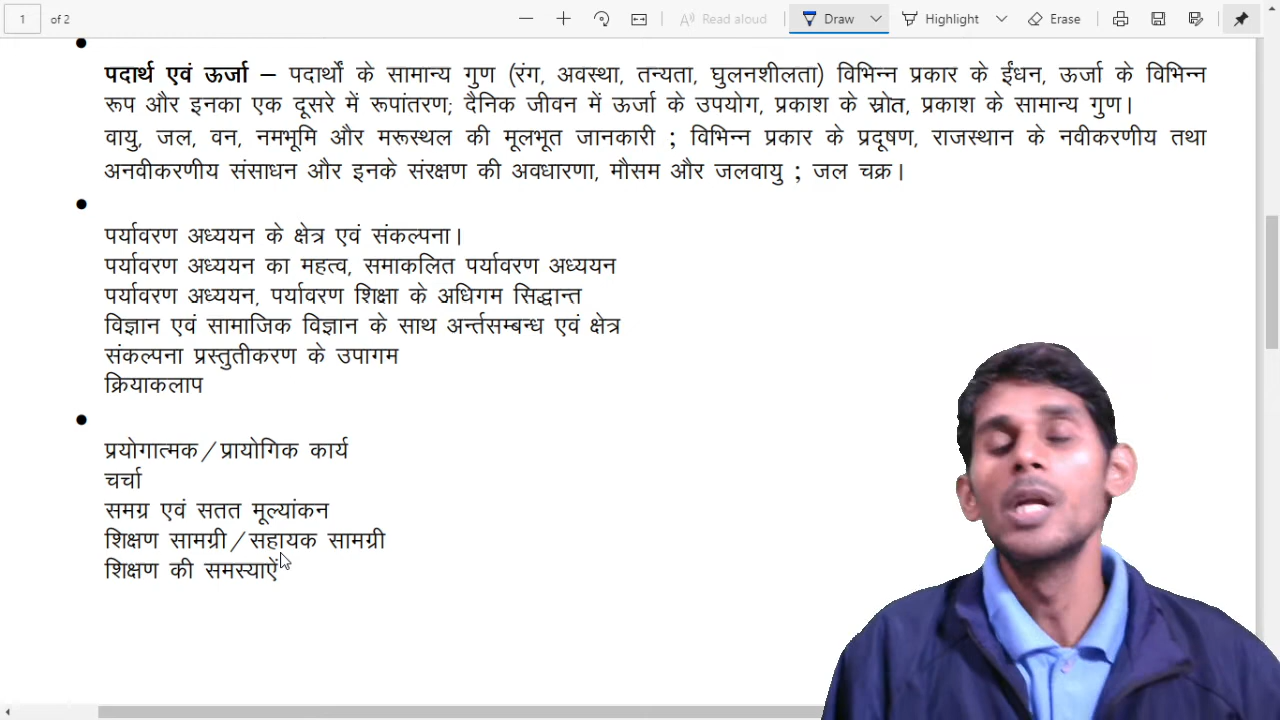 1 of 2 Read aloud Draw Highlight Erase
पदार्थ एवं ऊर्जा – पदार्थों के सामान्य गुण (रंग, अवस्था, तन्यता, घुलनशीलता) विभिन्न प्रकार के ईंधन, ऊर्जा के विभिन्न
रूप और इनका एक दूसरे में रूपांतरण; दैनिक जीवन में ऊर्जा के उपयोग, प्रकाश के स्रोत, प्रकाश के सामान्य गुण।
वायु, जल, वन, नमभूमि और मरूस्थल की मूलभूत जानकारी ; विभिन्न प्रकार के प्रदूषण, राजस्थान के नवीकरणीय तथा
अनवीकरणीय संसाधन और इनके संरक्षण की अवधारणा, मौसम और जलवायु ; जल चक्र।
पर्यावरण अध्ययन के क्षेत्र एवं संकल्पना।
पर्यावरण अध्ययन का महत्व, समाकलित पर्यावरण अध्ययन
पर्यावरण अध्ययन, पर्यावरण शिक्षा के अधिगम सिद्धान्त
विज्ञान एवं सामाजिक विज्ञान के साथ अर्न्तसम्बन्ध एवं क्षेत्र
संकल्पना प्रस्तुतीकरण के उपागम
क्रियाकलाप
प्रयोगात्मक/प्रायोगिक कार्य
चर्चा
समग्र एवं सतत मूल्यांकन
शिक्षण सामग्री/सहायक सामग्री
शिक्षण की समस्याऐं